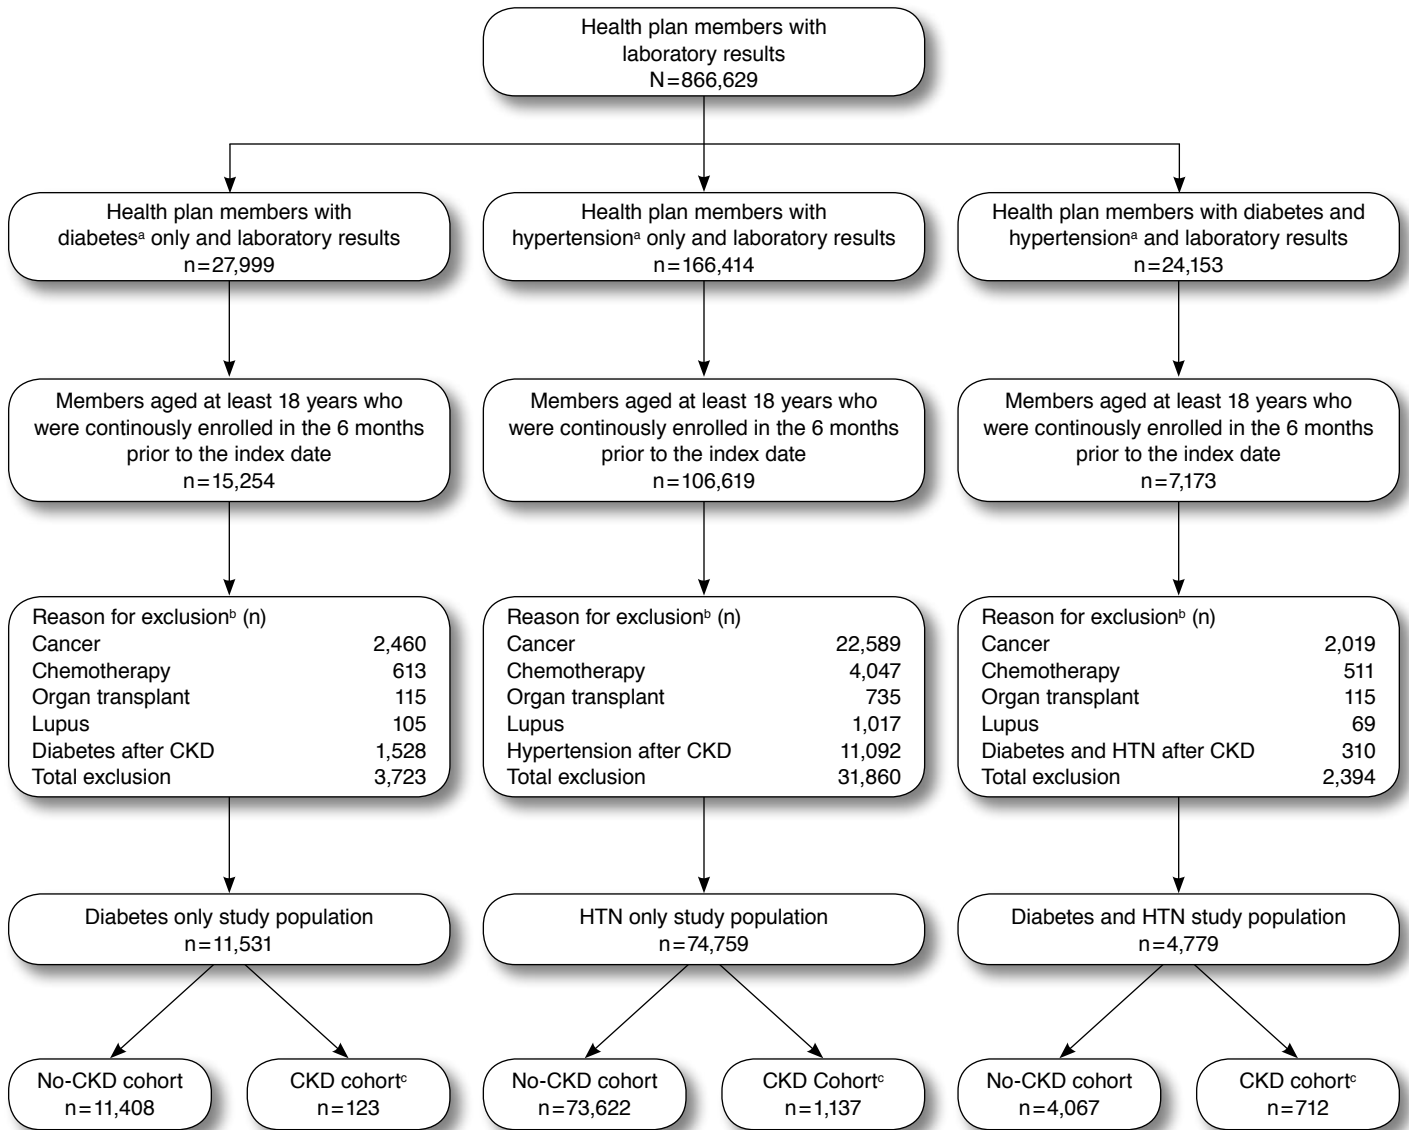 Health plan members with
laboratory results
N=866,629
Health plan members with
diabetesᵃ only and laboratory results
n=27,999
Health plan members with
hypertensionᵃ only and laboratory results
n=166,414
Health plan members with diabetes and
hypertensionᵃ and laboratory results
n=24,153
Members aged at least 18 years who
were continously enrolled in the 6 months
prior to the index date
n=15,254
Members aged at least 18 years who
were continously enrolled in the 6 months
prior to the index date
n=106,619
Members aged at least 18 years who
were continously enrolled in the 6 months
prior to the index date
n=7,173
Reason for exclusionᵇ (n)
Cancer 2,460
Chemotherapy 613
Organ transplant 115
Lupus 105
Diabetes after CKD 1,528
Total exclusion 3,723
Reason for exclusionᵇ (n)
Cancer 22,589
Chemotherapy 4,047
Organ transplant 735
Lupus 1,017
Hypertension after CKD 11,092
Total exclusion 31,860
Reason for exclusionᵇ (n)
Cancer 2,019
Chemotherapy 511
Organ transplant 115
Lupus 69
Diabetes and HTN after CKD 310
Total exclusion 2,394
Diabetes only study population
n=11,531
HTN only study population
n=74,759
Diabetes and HTN study population
n=4,779
No-CKD cohort
n=11,408
CKD cohortᶜ
n=123
No-CKD cohort
n=73,622
CKD Cohortᶜ
n=1,137
No-CKD cohort
n=4,067
CKD cohortᶜ
n=712